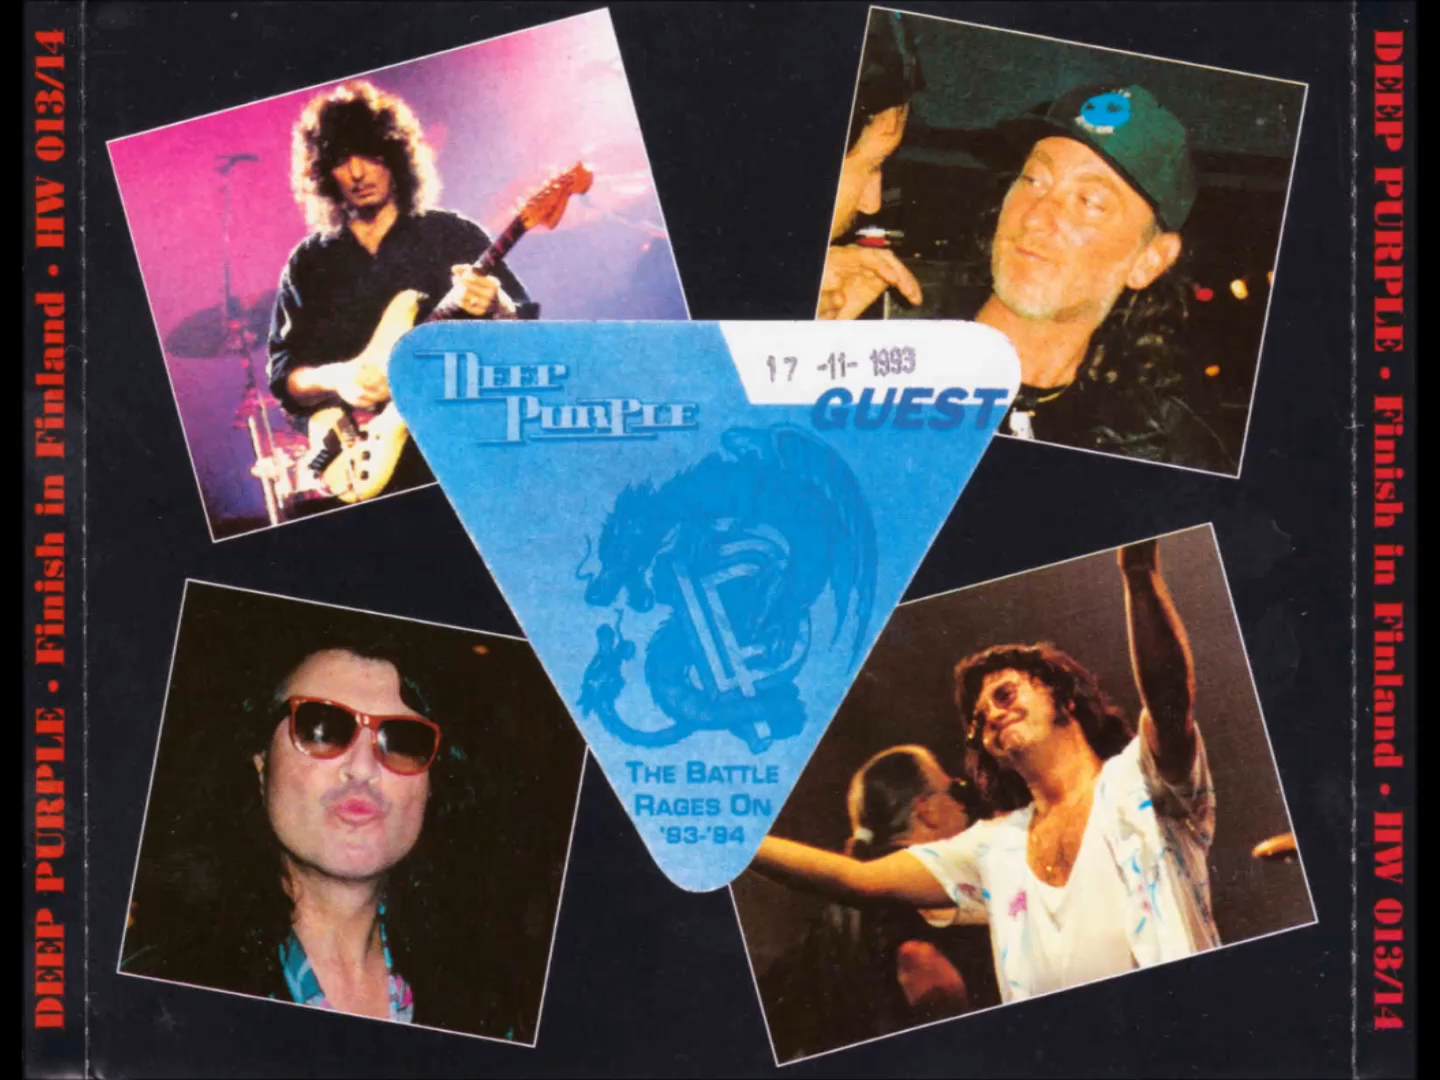 DEEP PURPLE • Finish in Finland • HW 013/14
DEEP
PURPLE
17 -11- 1993
GUEST
THE BATTLE
RAGES ON
'93-'94
DEEP PURPLE • Finish in Finland • HW 013/14